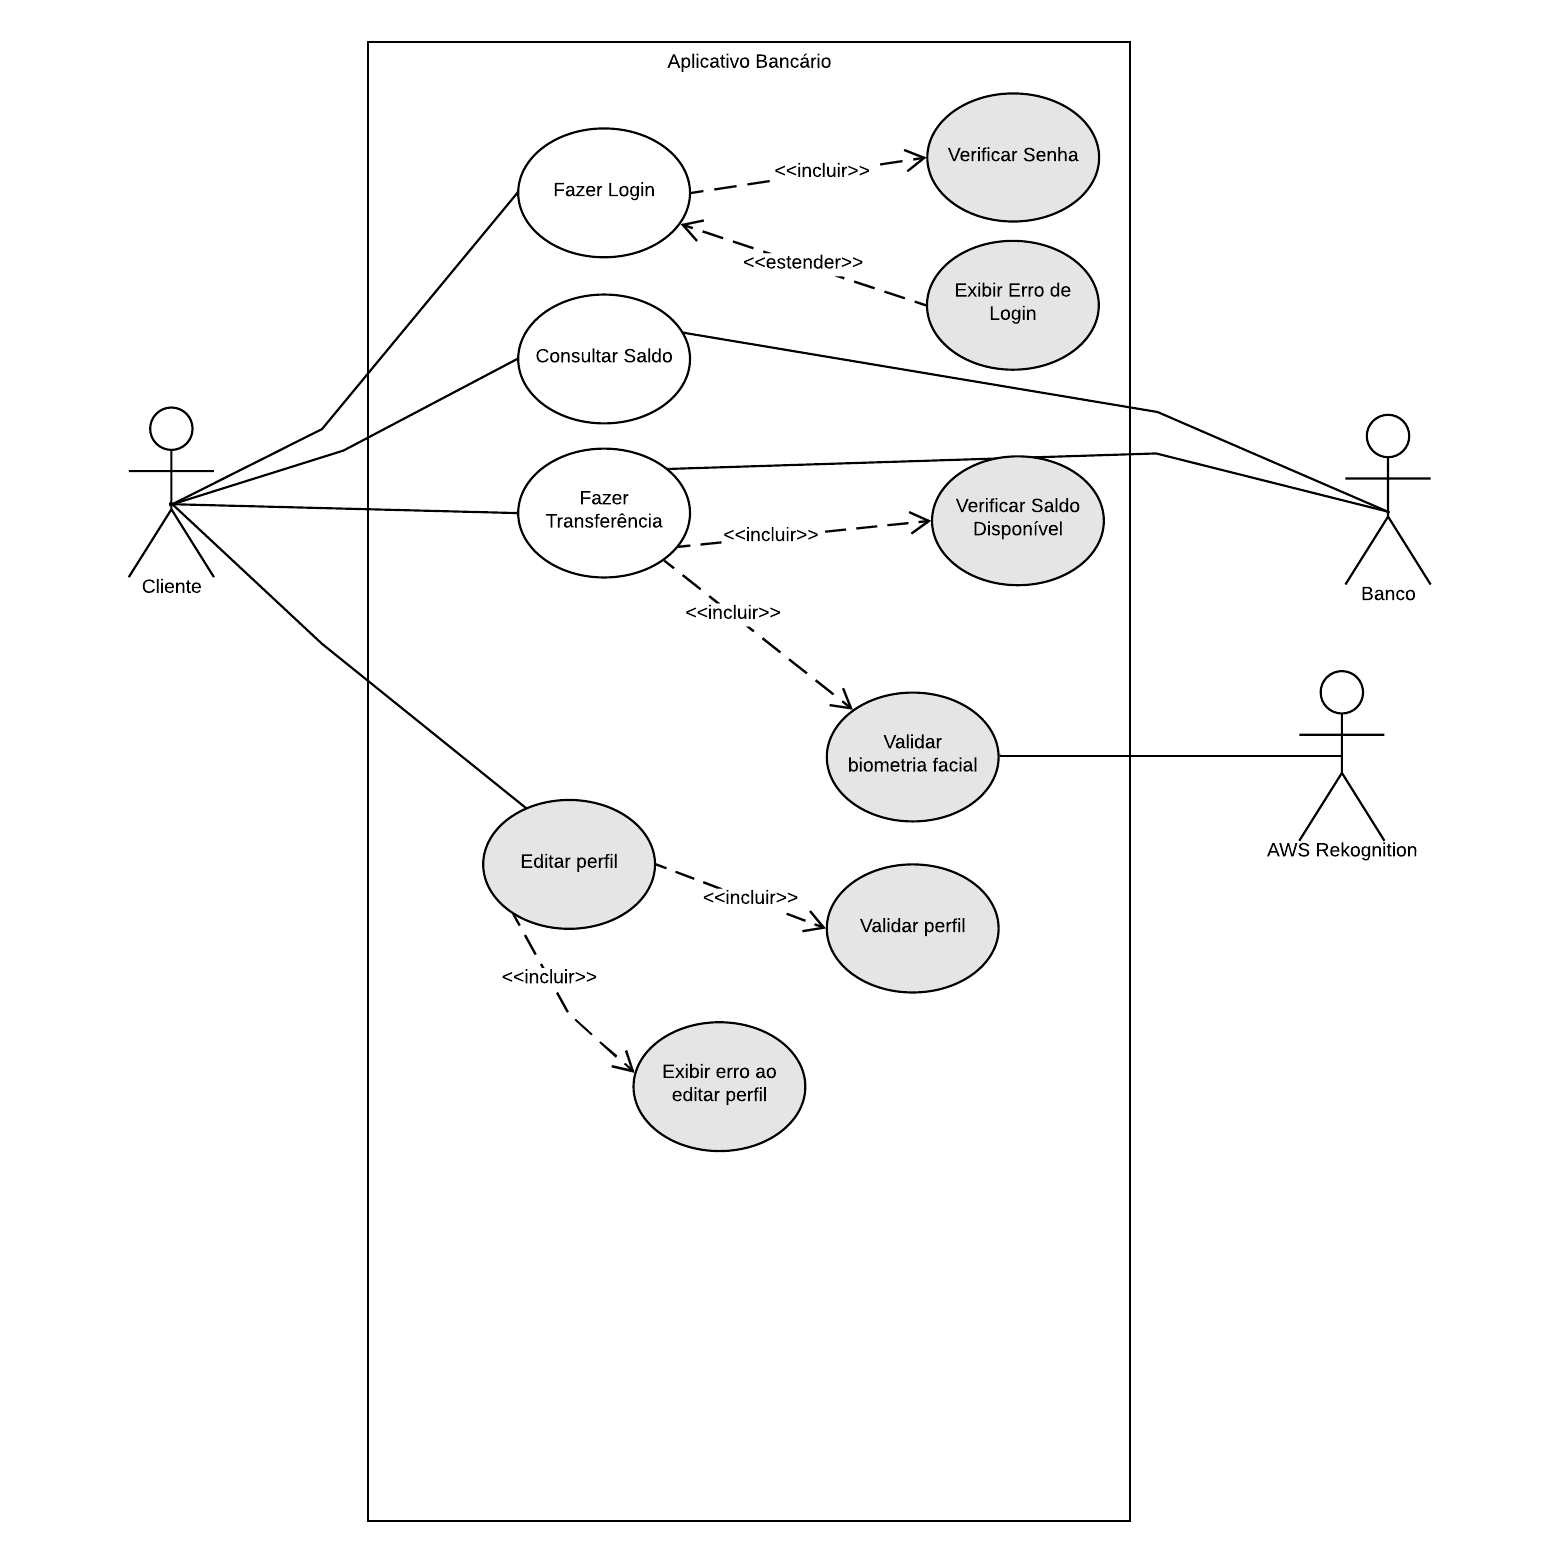 Aplicativo Bancário
Verificar Senha
<<incluir>>
Fazer Login
<<estender>>
Exibir Erro de
Login
Consultar Saldo
Fazer
Transferência
<<incluir>>
Verificar Saldo
Disponível
Cliente
Banco
<<incluir>>
Validar
biometria facial
AWS Rekognition
Editar perfil
<<incluir>>
Validar perfil
<<incluir>>
Exibir erro ao
editar perfil